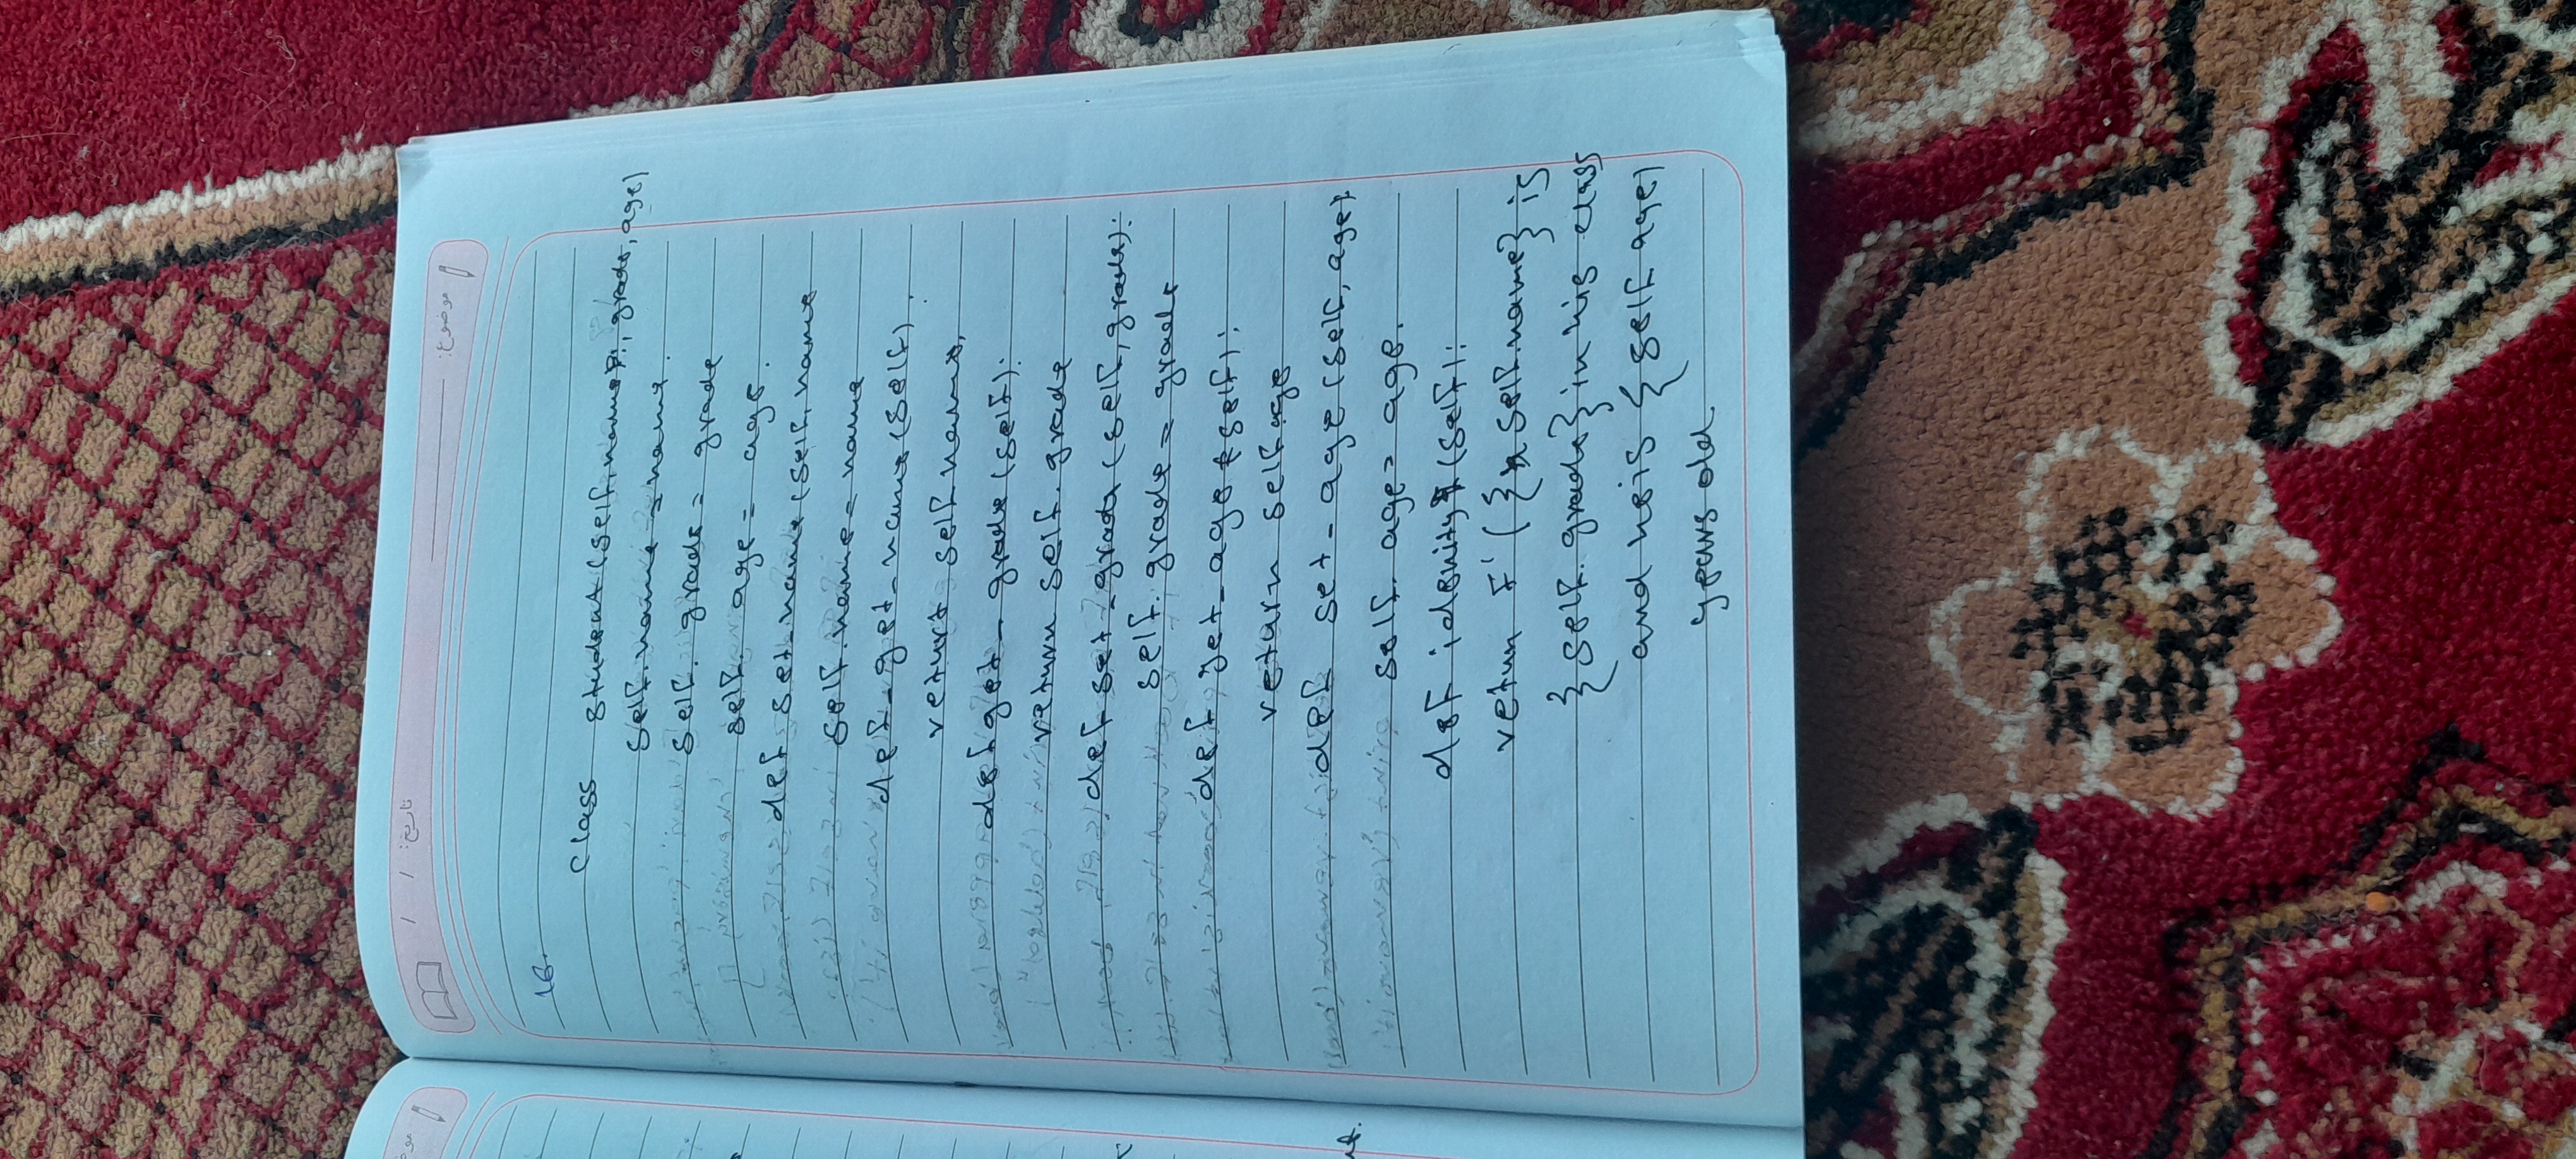 موضوع:
تاریخ: / /
16.
class student (self, name, grade, age)
self.name = name.
self. grade = grade
self. age = age.
def set_name (self, name
self.name = name
def_get_name (self).
return self name,
def get_grade (self):
return self. grade
def set_grade (self, grade):
self. grade = grade
def get_age (self):
return self age
def set_age (self, age):
self. age = age.
def idenity (self):
retun F'({self.name} is
{self. grade} in his class
and he is {self age)
years old.